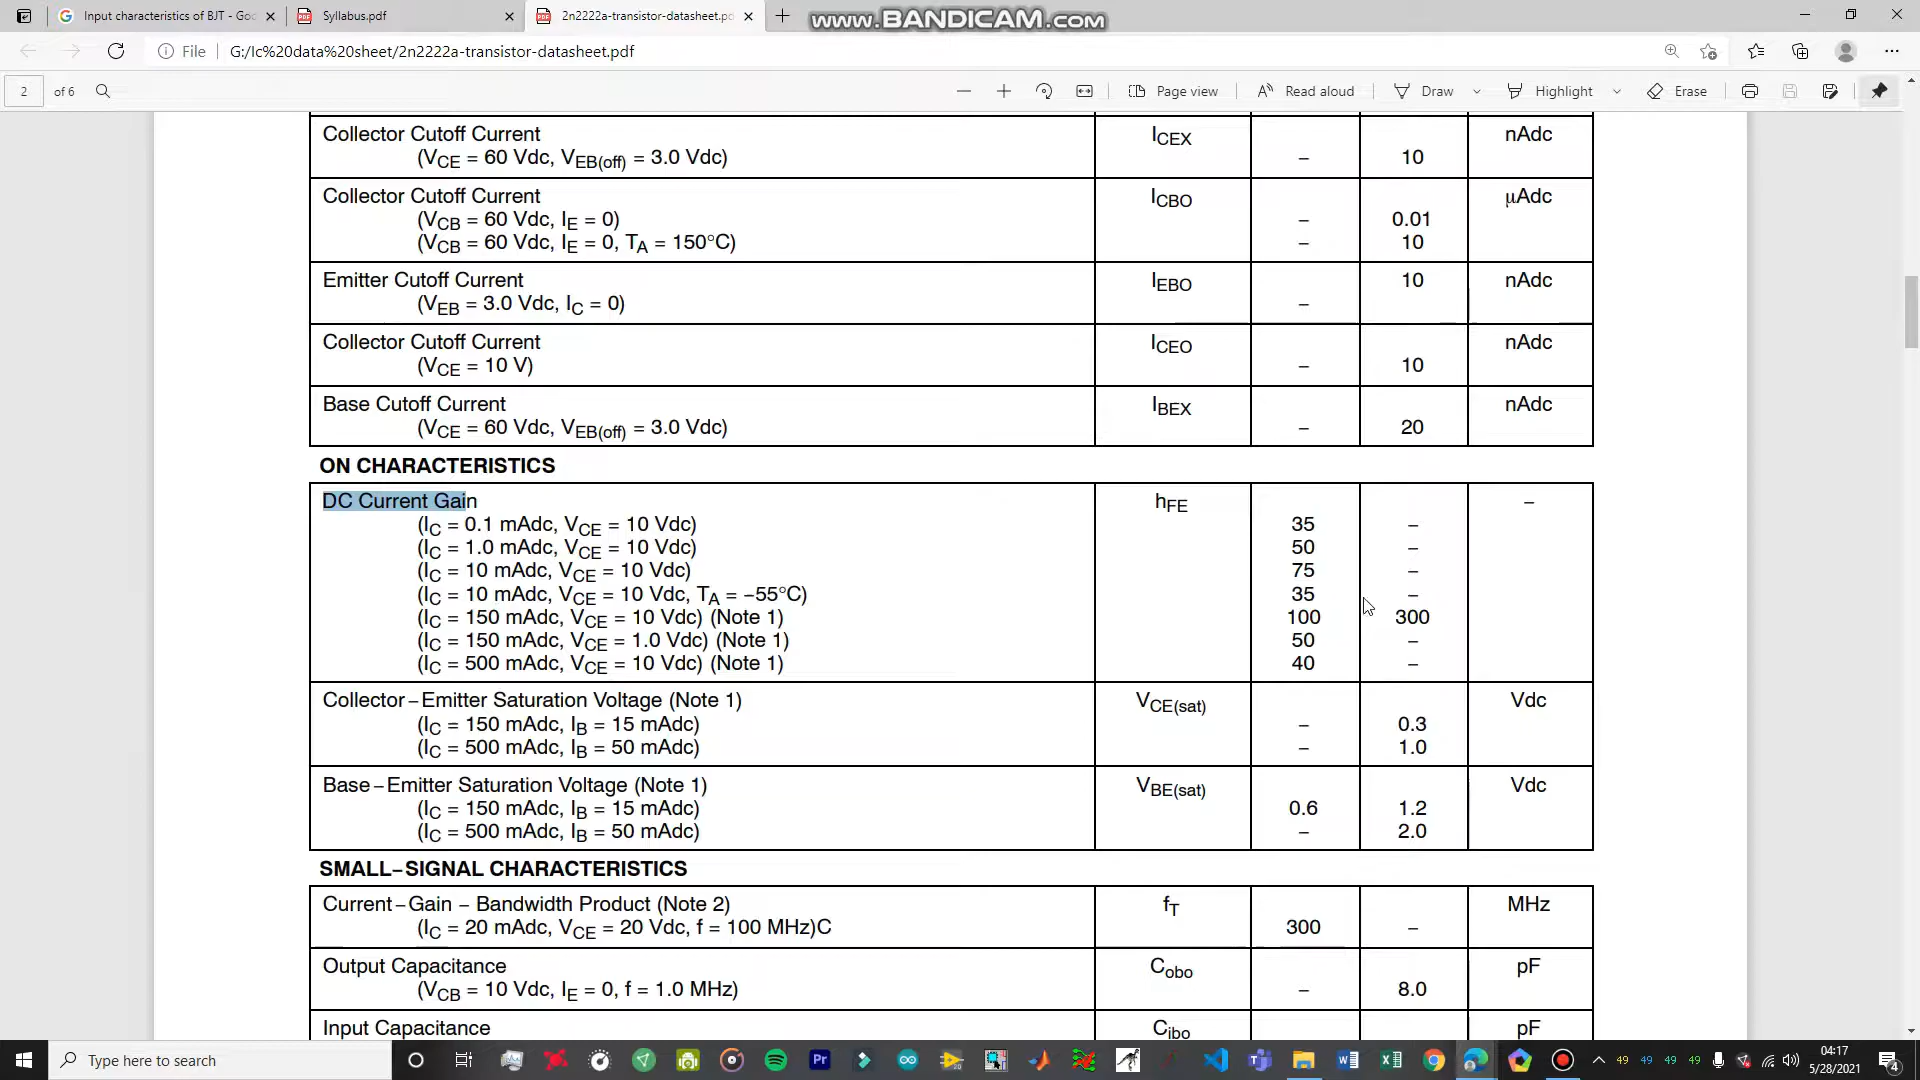 Input characteristics of BJT - Goo
Syllabus.pdf
2n2222a-transistor-datasheet.pd
www.BANDICAM.com
File
G:/Ic%20data%20sheet/2n2222a-transistor-datasheet.pdf
2 of 6
Page view
Read aloud
Draw
Highlight
Erase
Collector Cutoff Current ICEX nAdc
(VCE = 60 Vdc, VEB(off) = 3.0 Vdc) – 10
Collector Cutoff Current ICBO µAdc
(VCB = 60 Vdc, IE = 0) – 0.01
(VCB = 60 Vdc, IE = 0, TA = 150°C) – 10
Emitter Cutoff Current IEBO 10 nAdc
(VEB = 3.0 Vdc, IC = 0) –
Collector Cutoff Current ICEO nAdc
(VCE = 10 V) – 10
Base Cutoff Current IBEX nAdc
(VCE = 60 Vdc, VEB(off) = 3.0 Vdc) – 20
ON CHARACTERISTICS
DC Current Gain hFE –
(IC = 0.1 mAdc, VCE = 10 Vdc) 35 –
(IC = 1.0 mAdc, VCE = 10 Vdc) 50 –
(IC = 10 mAdc, VCE = 10 Vdc) 75 –
(IC = 10 mAdc, VCE = 10 Vdc, TA = −55°C) 35 –
(IC = 150 mAdc, VCE = 10 Vdc) (Note 1) 100 300
(IC = 150 mAdc, VCE = 1.0 Vdc) (Note 1) 50 –
(IC = 500 mAdc, VCE = 10 Vdc) (Note 1) 40 –
Collector−Emitter Saturation Voltage (Note 1) VCE(sat) Vdc
(IC = 150 mAdc, IB = 15 mAdc) – 0.3
(IC = 500 mAdc, IB = 50 mAdc) – 1.0
Base−Emitter Saturation Voltage (Note 1) VBE(sat) Vdc
(IC = 150 mAdc, IB = 15 mAdc) 0.6 1.2
(IC = 500 mAdc, IB = 50 mAdc) – 2.0
SMALL−SIGNAL CHARACTERISTICS
Current−Gain − Bandwidth Product (Note 2) fT MHz
(IC = 20 mAdc, VCE = 20 Vdc, f = 100 MHz)C 300 –
Output Capacitance Cobo pF
(VCB = 10 Vdc, IE = 0, f = 1.0 MHz) – 8.0
Input Capacitance Cibo pF
Type here to search
Pr
49 49 49 49
04:17
5/28/2021
4